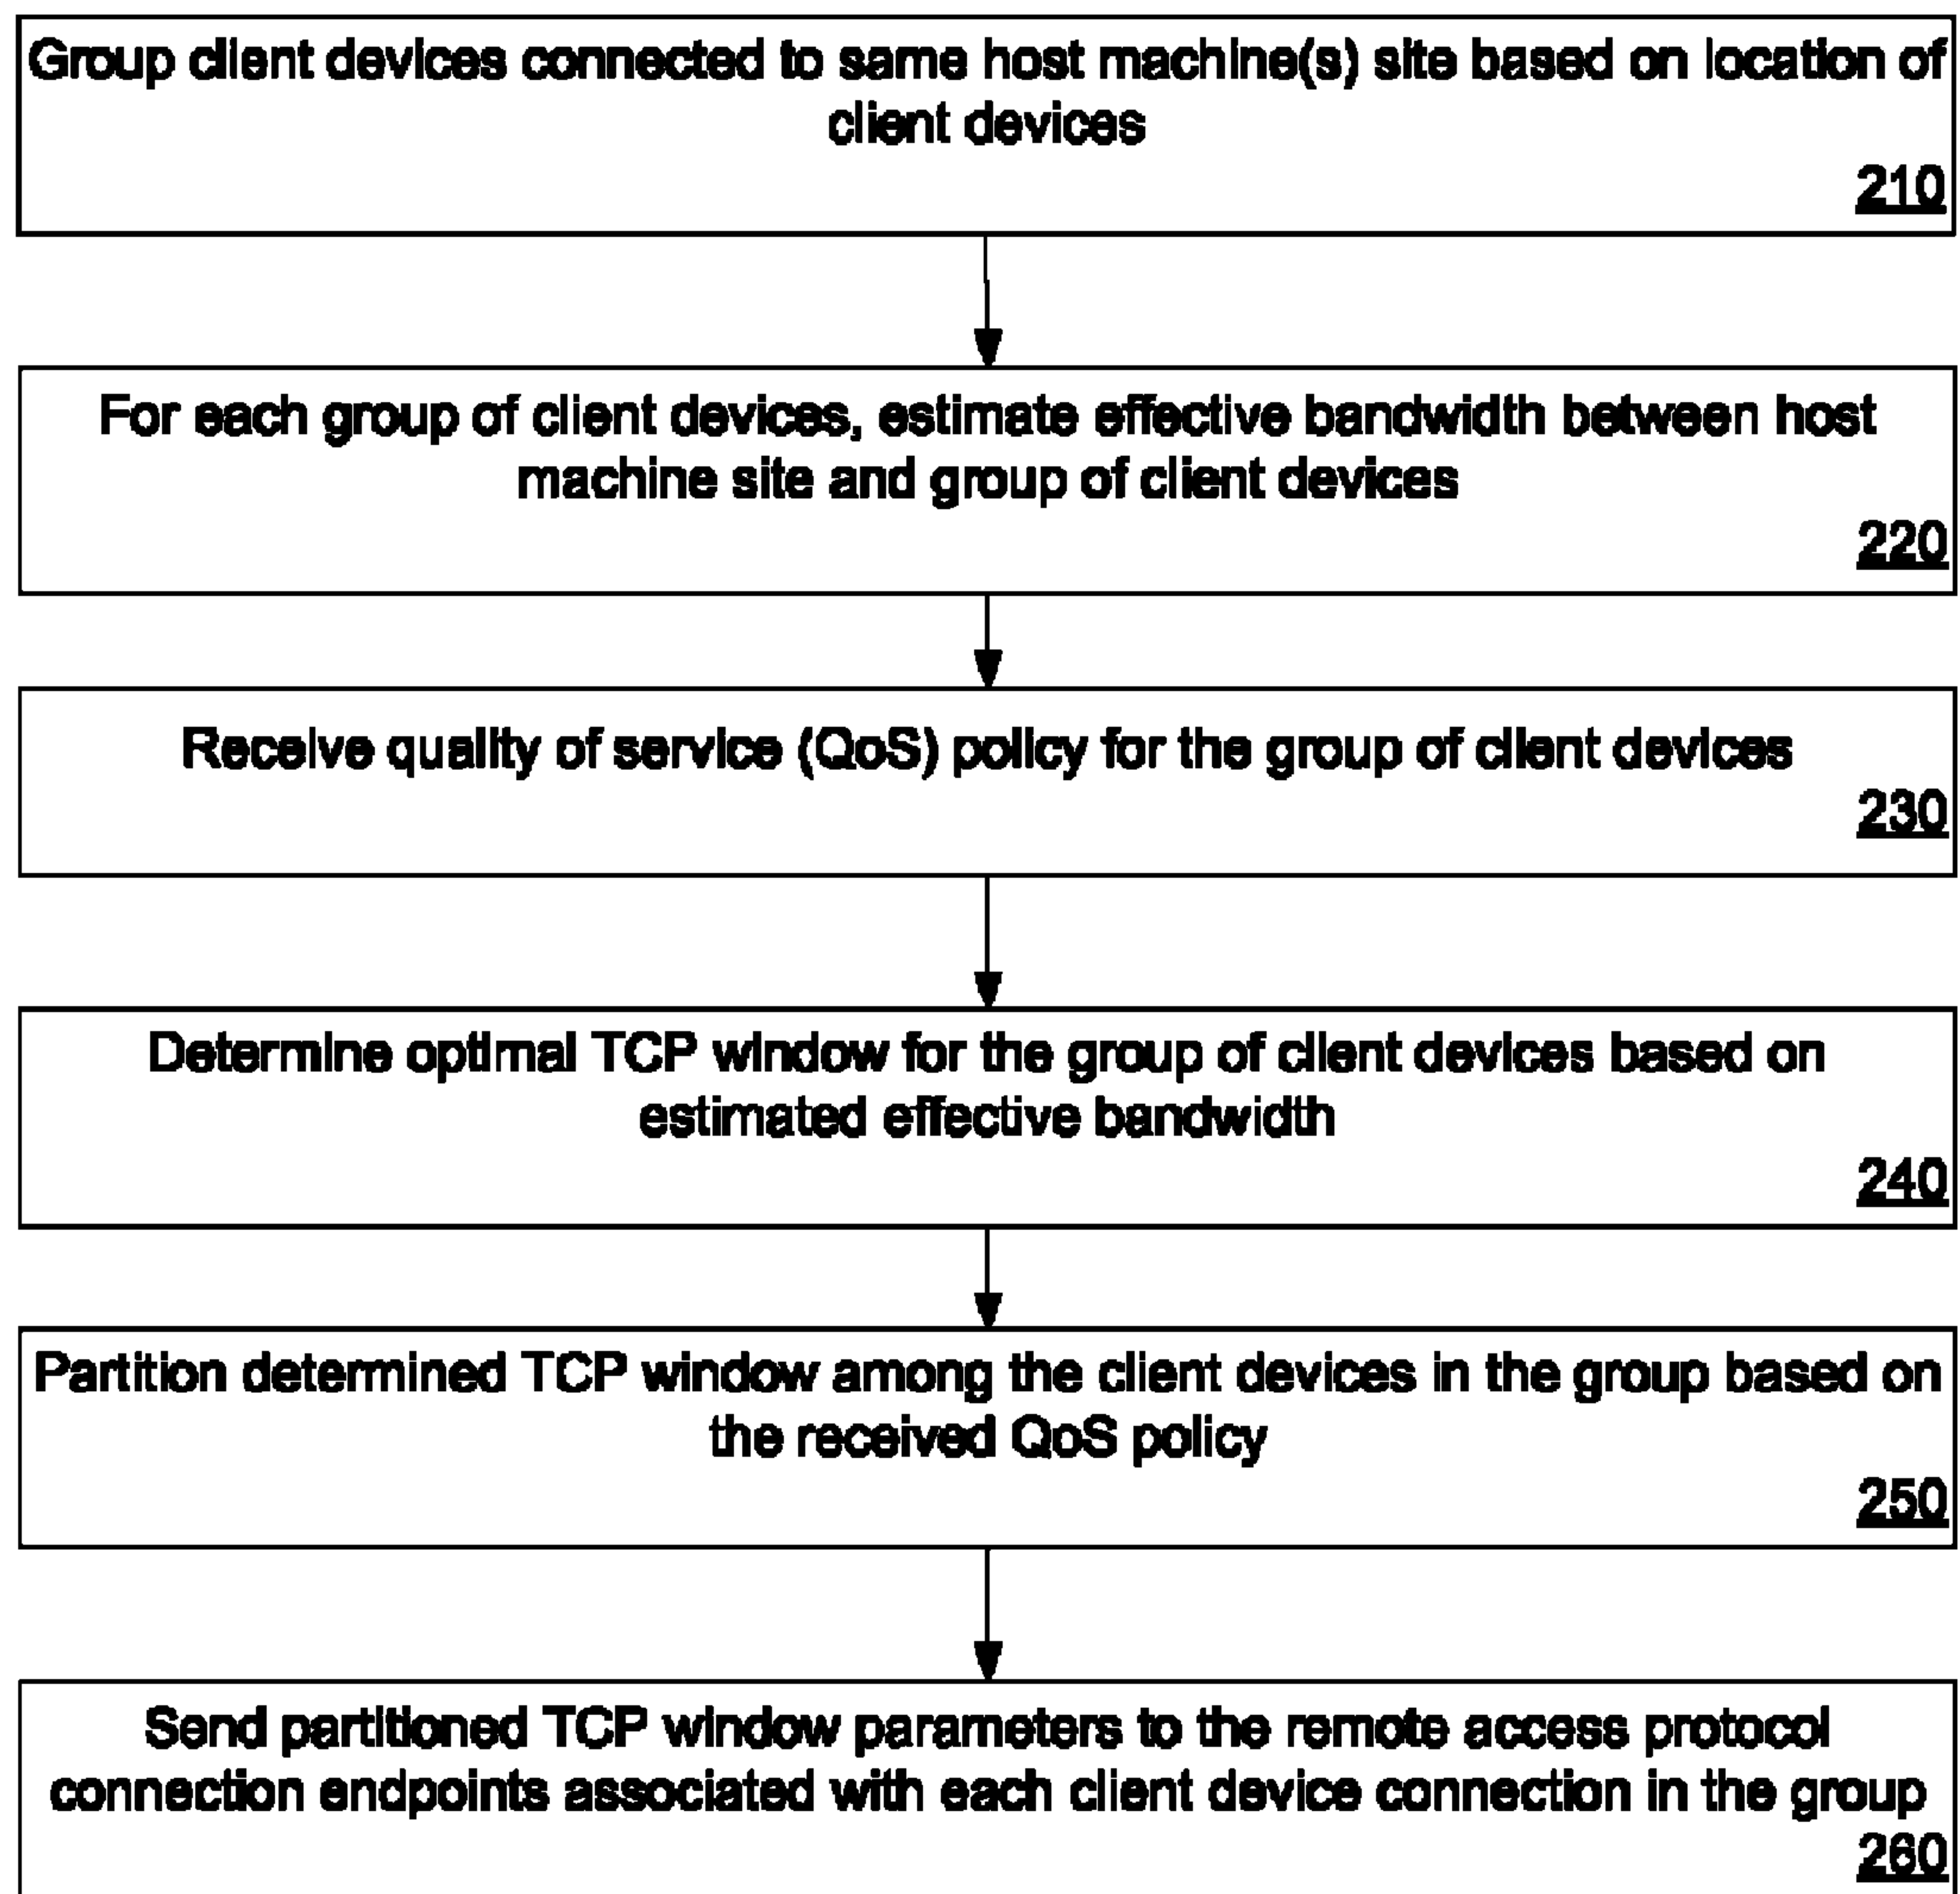 Group client devices connected to same host machine(s) site based on location of
client devices
210
For each group of client devices, estimate effective bandwidth between host
machine site and group of client devices
220
Receive quality of service (QoS) policy for the group of client devices
230
Determine optimal TCP window for the group of client devices based on
estimated effective bandwidth
240
Partition determined TCP window among the client devices in the group based on
the received QoS policy
250
Send partitioned TCP window parameters to the remote access protocol
connection endpoints associated with each client device connection in the group
260